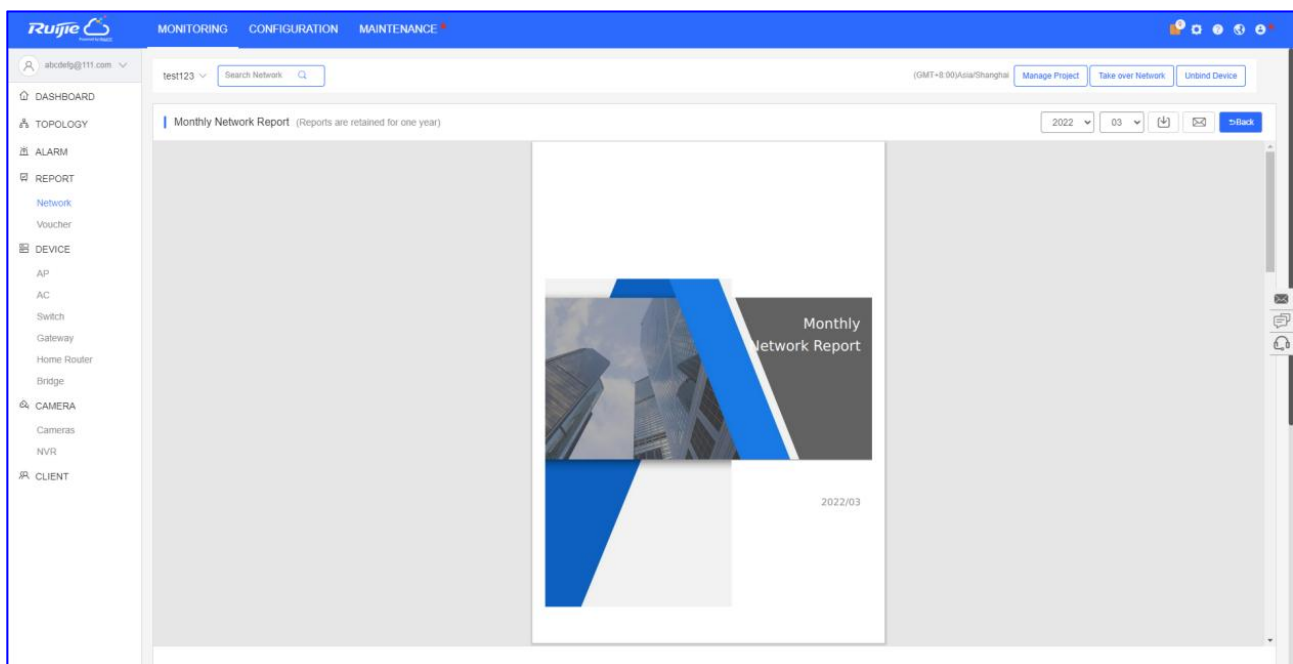 Ruijie
MONITORING CONFIGURATION MAINTENANCE
abcdefg@111.com
test123 Search Network (GMT+8:00)Asia/Shanghai Manage Project Take over Network Unbind Device
DASHBOARD
TOPOLOGY
ALARM
REPORT
Network
Voucher
DEVICE
AP
AC
Switch
Gateway
Home Router
Bridge
CAMERA
Cameras
NVR
CLIENT
Monthly Network Report (Reports are retained for one year) 2022 03 Back
Monthly
Network Report
2022/03